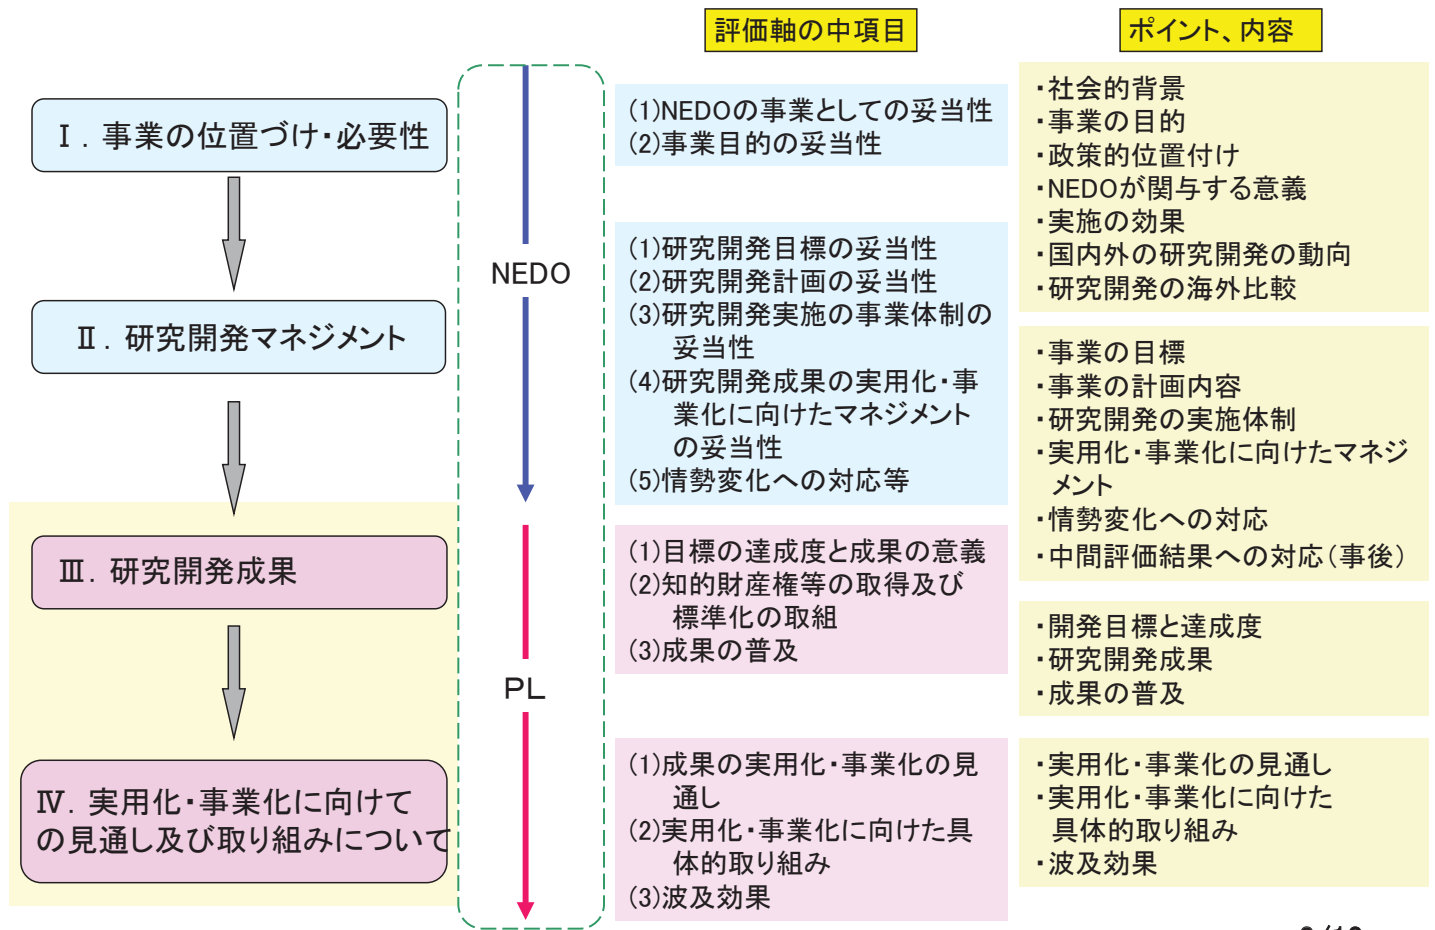 評価軸の中項目
ポイント、内容
Ⅰ．事業の位置づけ・必要性
Ⅱ．研究開発マネジメント
Ⅲ．研究開発成果
Ⅳ．実用化・事業化に向けて
の見通し及び取り組みについて
NEDO
PL
(1)NEDOの事業としての妥当性
(2)事業目的の妥当性
(1)研究開発目標の妥当性
(2)研究開発計画の妥当性
(3)研究開発実施の事業体制の
妥当性
(4)研究開発成果の実用化・事
業化に向けたマネジメント
の妥当性
(5)情勢変化への対応等
(1)目標の達成度と成果の意義
(2)知的財産権等の取得及び
標準化の取組
(3)成果の普及
(1)成果の実用化・事業化の見
通し
(2)実用化・事業化に向けた具
体的取り組み
(3)波及効果
・社会的背景
・事業の目的
・政策的位置付け
・NEDOが関与する意義
・実施の効果
・国内外の研究開発の動向
・研究開発の海外比較
・事業の目標
・事業の計画内容
・研究開発の実施体制
・実用化・事業化に向けたマネジ
メント
・情勢変化への対応
・中間評価結果への対応（事後）
・開発目標と達成度
・研究開発成果
・成果の普及
・実用化・事業化の見通し
・実用化・事業化に向けた
具体的取り組み
・波及効果